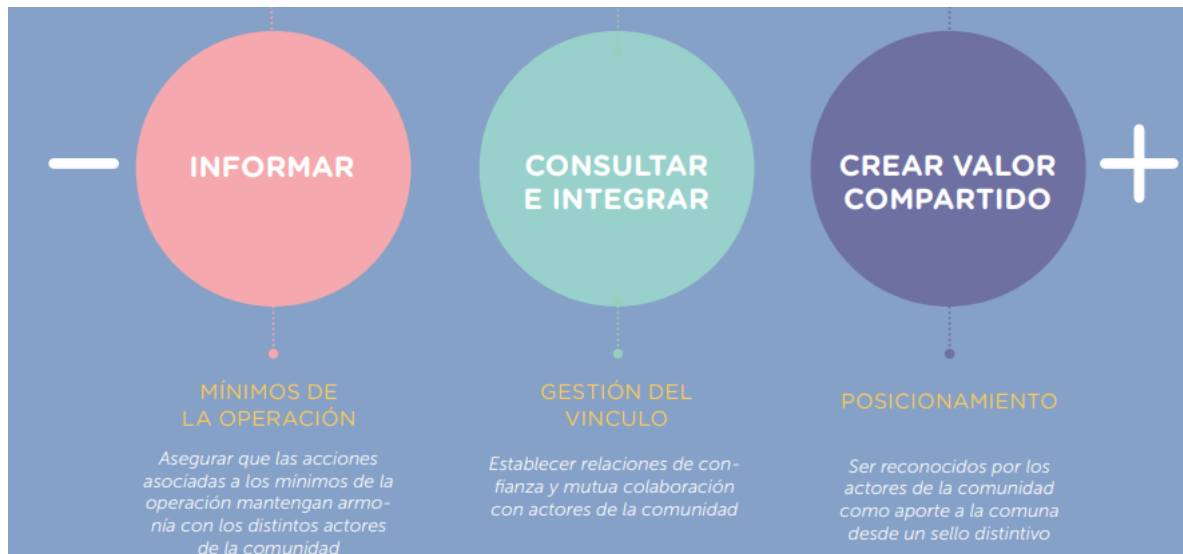 INFORMAR
CONSULTAR
E INTEGRAR
CREAR VALOR
COMPARTIDO
MÍNIMOS DE
LA OPERACIÓN
Asegurar que las acciones
asociadas a los mínimos de la
operación mantengan armo-
nía con los distintos actores
de la comunidad
GESTIÓN DEL
VINCULO
Establecer relaciones de con-
fianza y mutua colaboración
con actores de la comunidad
POSICIONAMIENTO
Ser reconocidos por los
actores de la comunidad
como aporte a la comuna
desde un sello distintivo